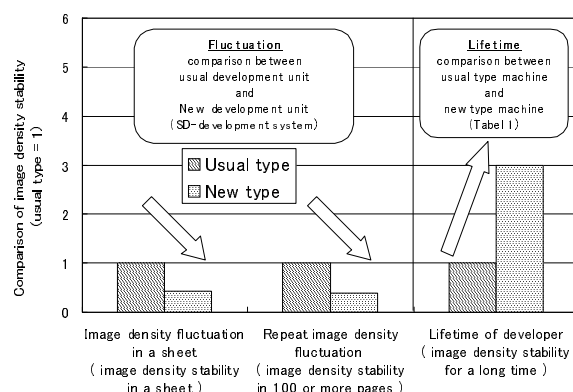 Comparison of image density stability
(usual type = 1)
6
5
4
3
2
1
0
Fluctuation
comparison between
usual development unit
and
New development unit
(SD-development system)
Lifetime
comparison between
usual type machine
and
new type machine
(Tabel 1)
Usual type
New type
Image density fluctuation
in a sheet
( image density stability
in a sheet )
Repeat image density
fluctuation
(image density stability
in 100 or more pages )
Lifetime of developer
( image density stability
for a long time)